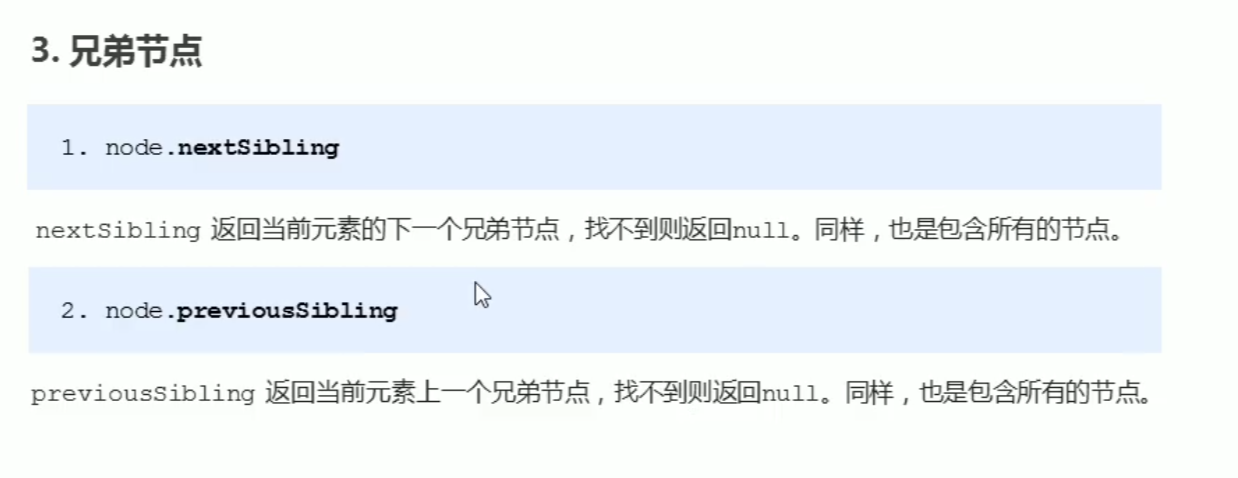 3. 兄弟节点
1. node.nextSibling
nextSibling 返回当前元素的下一个兄弟节点，找不到则返回null。同样，也是包含所有的节点。
2. node.previousSibling
previousSibling 返回当前元素上一个兄弟节点，找不到则返回null。同样，也是包含所有的节点。